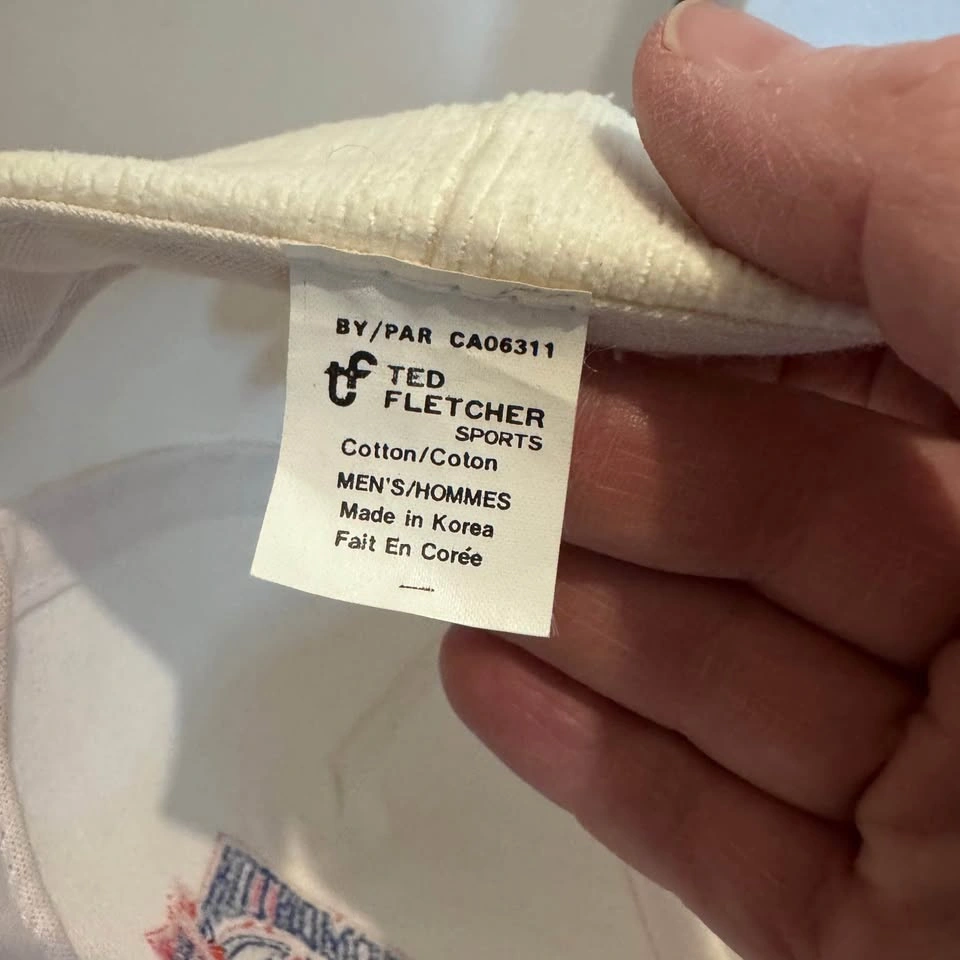 BY/PAR CA06311
tf TED
FLETCHER
SPORTS
Cotton/Coton
MEN'S/HOMMES
Made in Korea
Fait En Corée